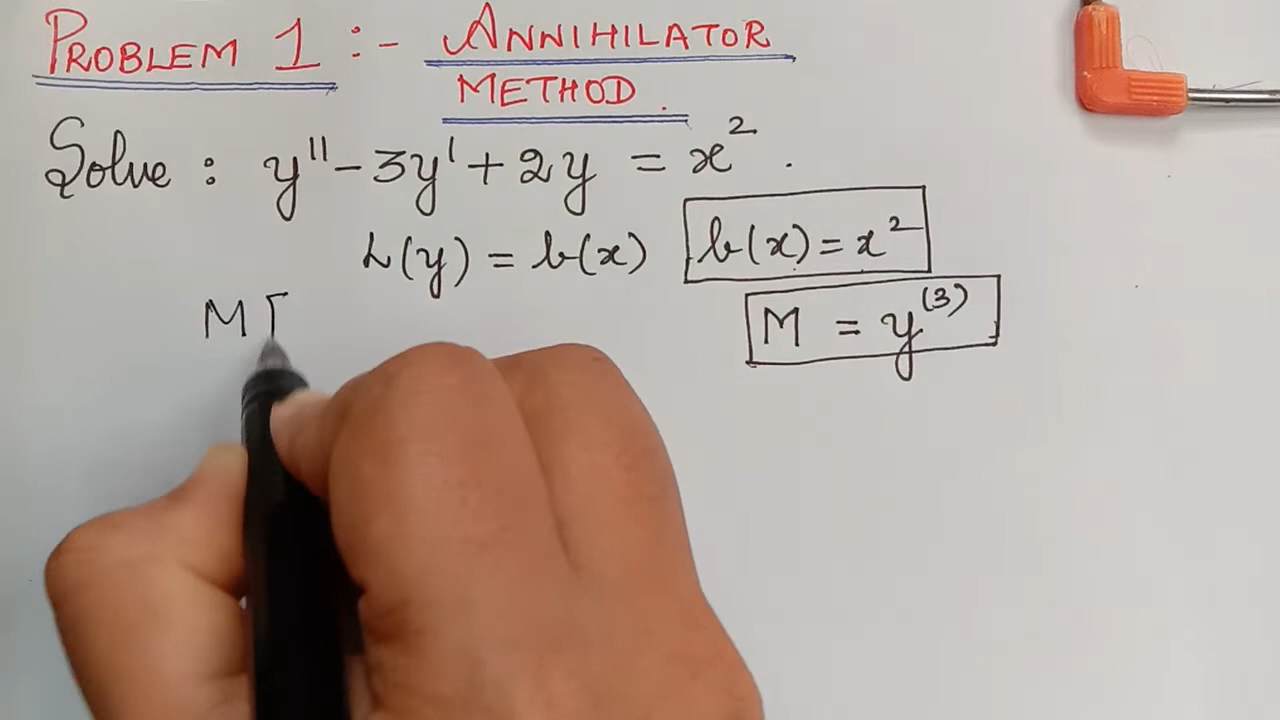 PROBLEM 1 :- ANNIHILATOR
METHOD.
Solve : y'' - 3y' + 2y = x² .
L(y) = b(x) b(x) = x²
M [ M = y⁽³⁾